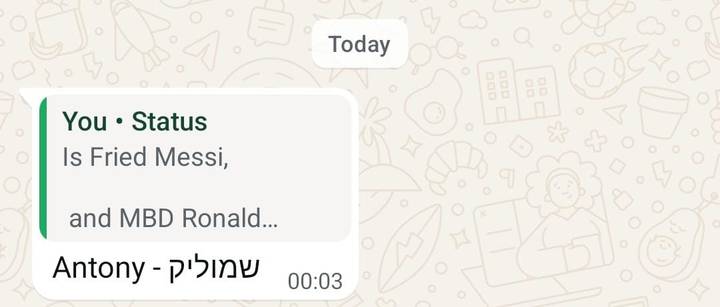 Today
You • Status
Is Fried Messi,
and MBD Ronald…
Antony - שמוליק
00:03